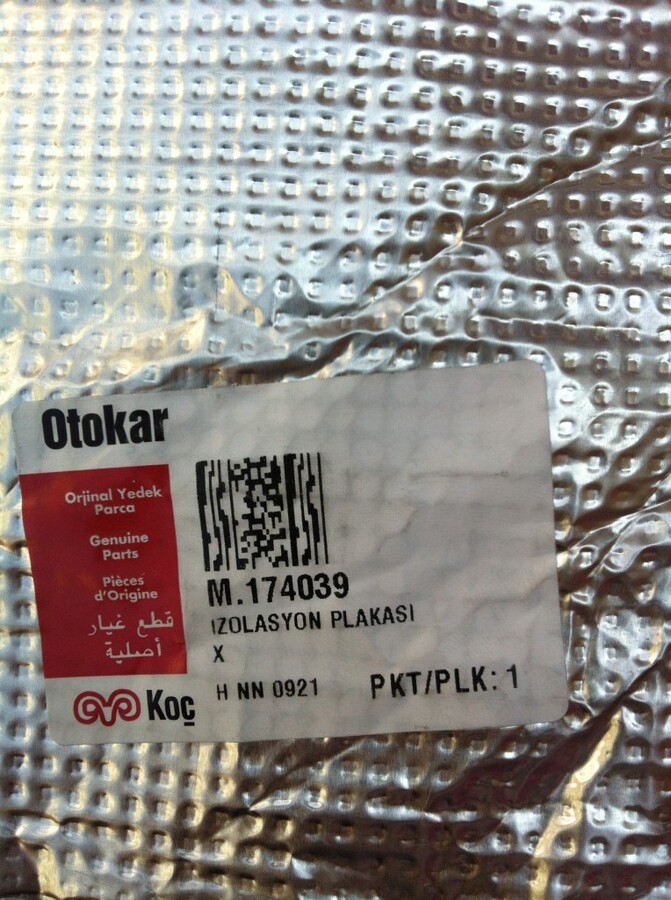 Otokar
Orjinal Yedek
Parca
Genuine
Parts
Pièces
d'Origine
قطع غيار
أصلية
Koç
M.174039
IZOLASYON PLAKASI
X
H NN 0921
PKT/PLK: 1